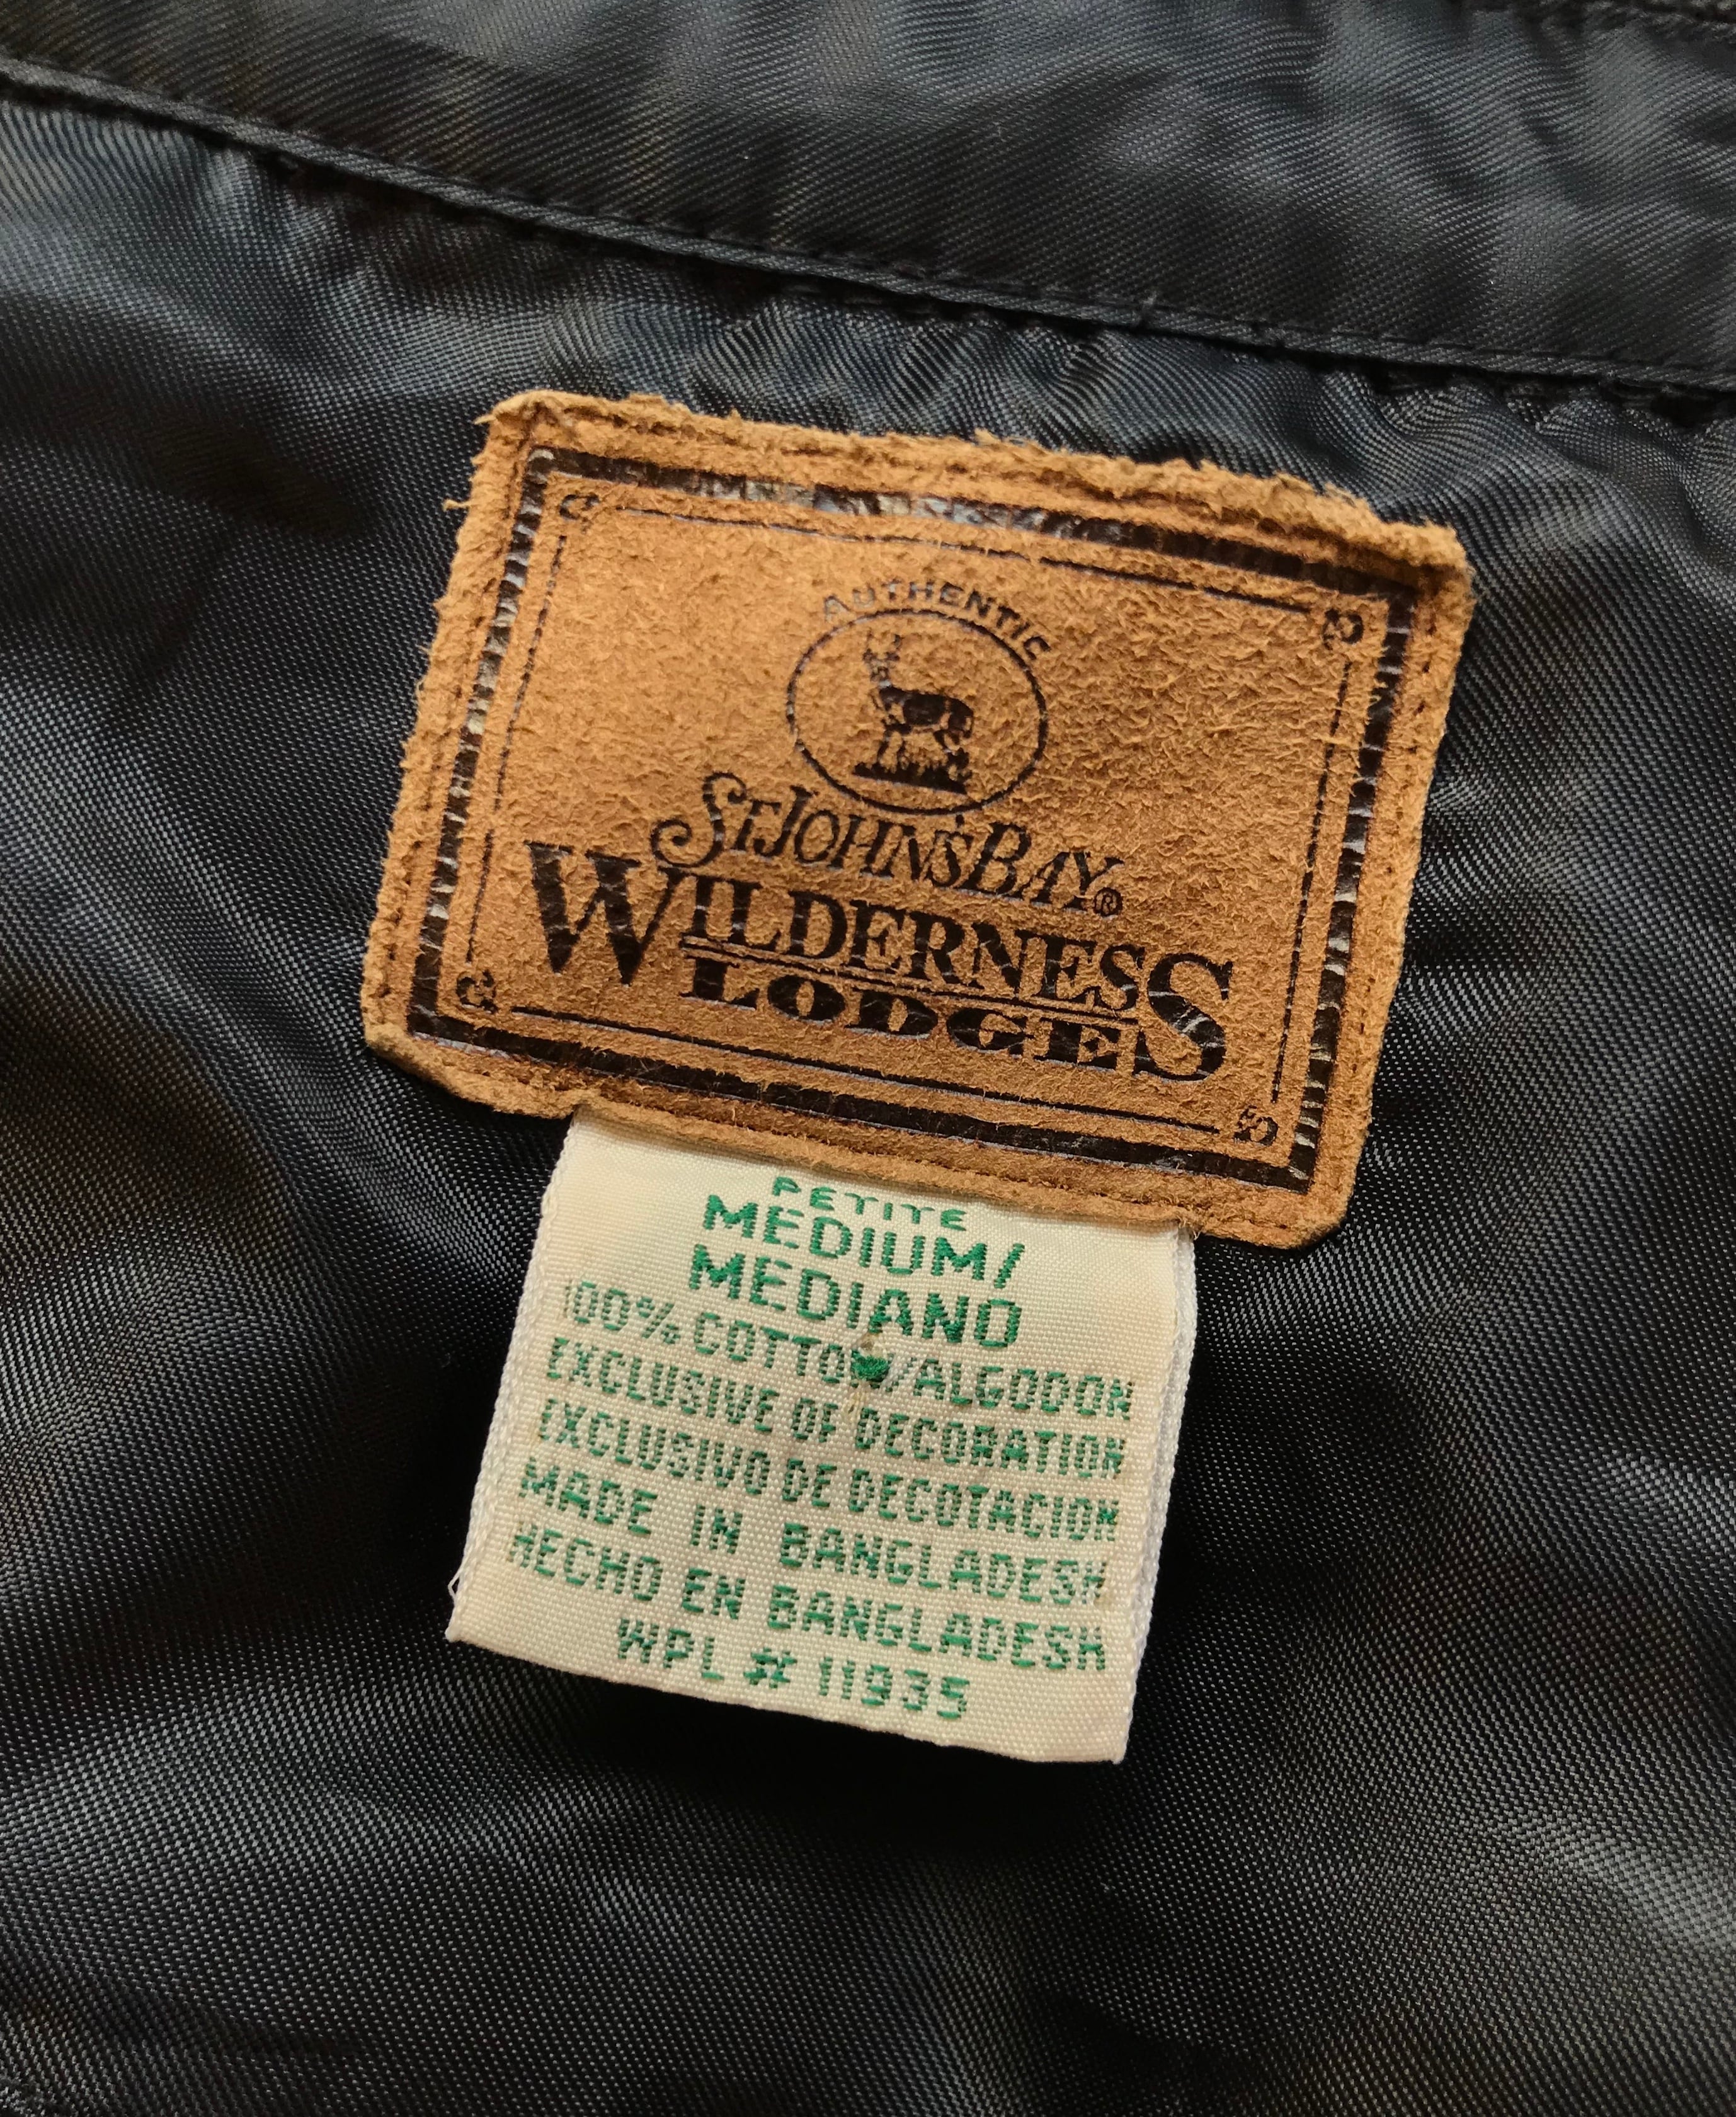 AUTHENTIC
ST. JOHN'S BAY®
WILDERNESS
LODGES
PETITE
MEDIUM/
MEDIANO
100% COTTON/ALGODON
EXCLUSIVE OF DECORATION
EXCLUSIVO DE DECOTACION
MADE IN BANGLADESH
HECHO EN BANGLADESH
WPL # 11935